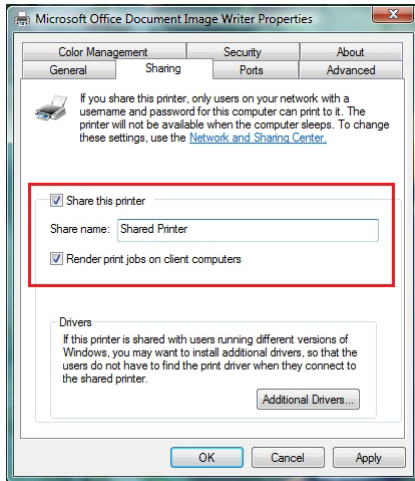 Microsoft Office Document Image Writer Properties
Color Management Security About
General Sharing Ports Advanced
If you share this printer, only users on your network with a
username and password for this computer can print to it. The
printer will not be available when the computer sleeps. To change
these settings, use the Network and Sharing Center.
Share this printer
Share name: Shared Printer
Render print jobs on client computers
Drivers
If this printer is shared with users running different versions of
Windows, you may want to install additional drivers, so that the
users do not have to find the print driver when they connect to
the shared printer.
Additional Drivers...
OK Cancel Apply